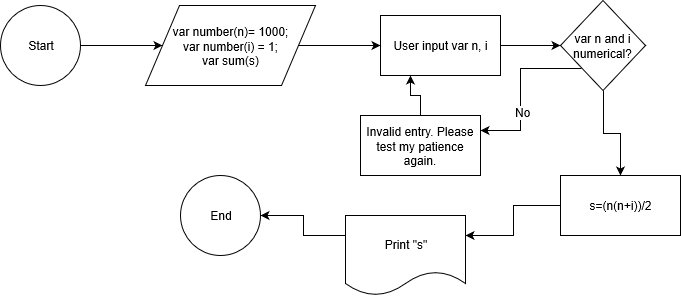 Start
var number(n)= 1000;
var number(i) = 1;
var sum(s)
User input var n, i
var n and i
numerical?
No
Invalid entry. Please
test my patience
again.
s=(n(n+i))/2
Print "s"
End